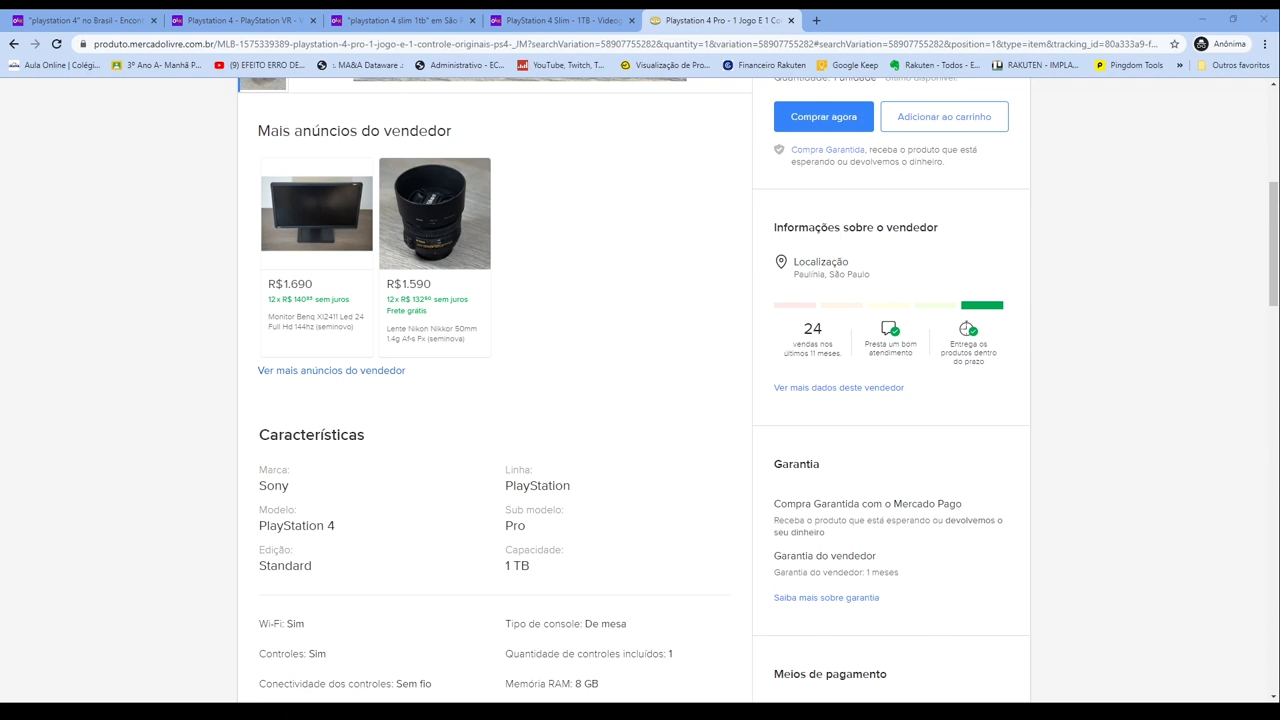 "playstation 4" no Brasil - Encont
Playstation 4 - PlayStation VR - V
"playstation 4 slim 1tb" em São P
PlayStation 4 Slim - 1TB - Videog
Playstation 4 Pro - 1 Jogo E 1 Co
produto.mercadolivre.com.br/MLB-1575339389-playstation-4-pro-1-jogo-e-1-controle-originais-ps4-_JM?searchVariation=58907755282&quantity=1&variation=58907755282#searchVariation=58907755282&position=1&type=item&tracking_id=80a333a9-f...
Anônima
Aula Online | Colégi...
3º Ano A- Manhã P...
(9) EFEITO ERRO DE...
:. MA&A Dataware .:
Administrativo - EC...
YouTube, Twitch, T...
Visualização de Pro...
Financeiro Rakuten
Google Keep
Rakuten - Todos - E...
RAKUTEN - IMPLA...
Pingdom Tools
»
Outros favoritos
Quantidade: 1 unidade Último disponível!
Comprar agora
Adicionar ao carrinho
Compra Garantida, receba o produto que está
esperando ou devolvemos o dinheiro.
Mais anúncios do vendedor
R$ 1.690
12x R$ 140⁸³ sem juros
Monitor Benq Xl2411 Led 24
Full Hd 144hz (seminovo)
R$ 1.590
12x R$ 132⁵⁰ sem juros
Frete grátis
Lente Nikon Nikkor 50mm
1.4g Af-s Fx (seminova)
Ver mais anúncios do vendedor
Informações sobre o vendedor
Localização
Paulínia, São Paulo
24
vendas nos
últimos 11 meses.
Presta um bom
atendimento
Entrega os
produtos dentro
do prazo
Ver mais dados deste vendedor
Características
Marca:
Sony
Linha:
PlayStation
Modelo:
PlayStation 4
Sub modelo:
Pro
Edição:
Standard
Capacidade:
1 TB
Wi-Fi: Sim
Tipo de console: De mesa
Controles: Sim
Quantidade de controles incluídos: 1
Conectividade dos controles: Sem fio
Memória RAM: 8 GB
Garantia
Compra Garantida com o Mercado Pago
Receba o produto que está esperando ou devolvemos o
seu dinheiro
Garantia do vendedor
Garantia do vendedor: 1 meses
Saiba mais sobre garantia
Meios de pagamento